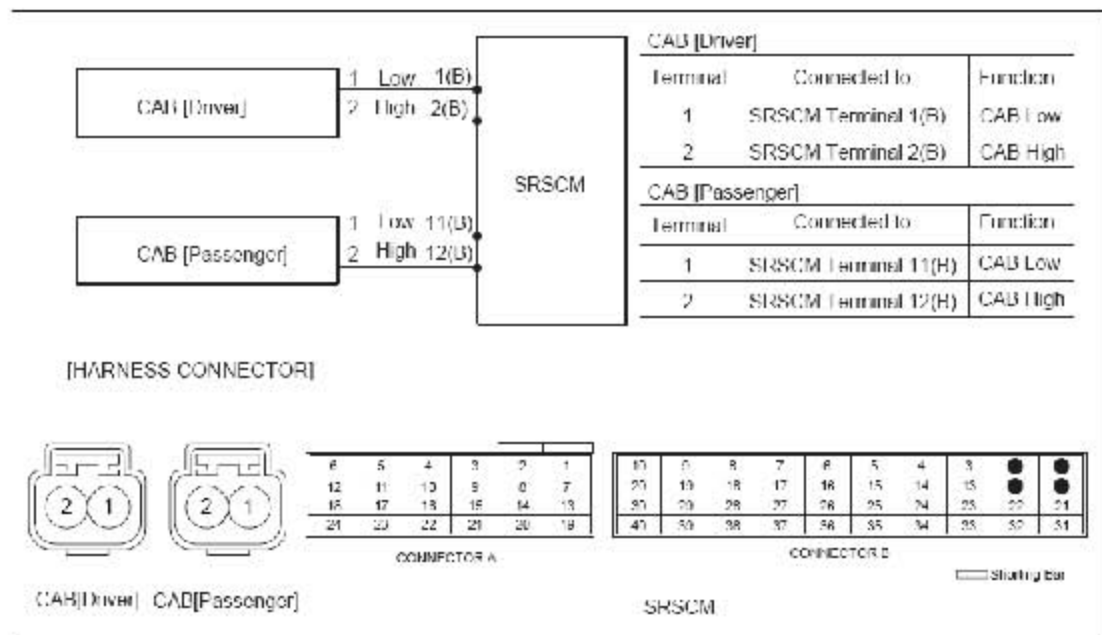 CAB [Driver]
1 Low 1(B)
2 High 2(B)
CAB [Passenger]
1 Low 11(B)
2 High 12(B)
SRSCM
CAB [Driver]
Terminal Connected to Function
1 SRSCM Terminal 1(B) CAB Low
2 SRSCM Terminal 2(B) CAB High
CAB [Passenger]
Terminal Connected to Function
1 SRSCM Terminal 11(B) CAB Low
2 SRSCM Terminal 12(B) CAB High
[HARNESS CONNECTOR]
2 1
2 1
6 5 4 3 2 1
12 11 10 9 8 7
18 17 16 15 14 13
24 23 22 21 20 19
CONNECTOR A
10 9 8 7 6 5 4 3
20 19 18 17 16 15 14 13
30 29 28 27 26 25 24 23 22 21
40 39 38 37 36 35 34 33 32 31
CONNECTOR B
Shorting Bar
CAB[Driver] CAB[Passenger]
SRSCM